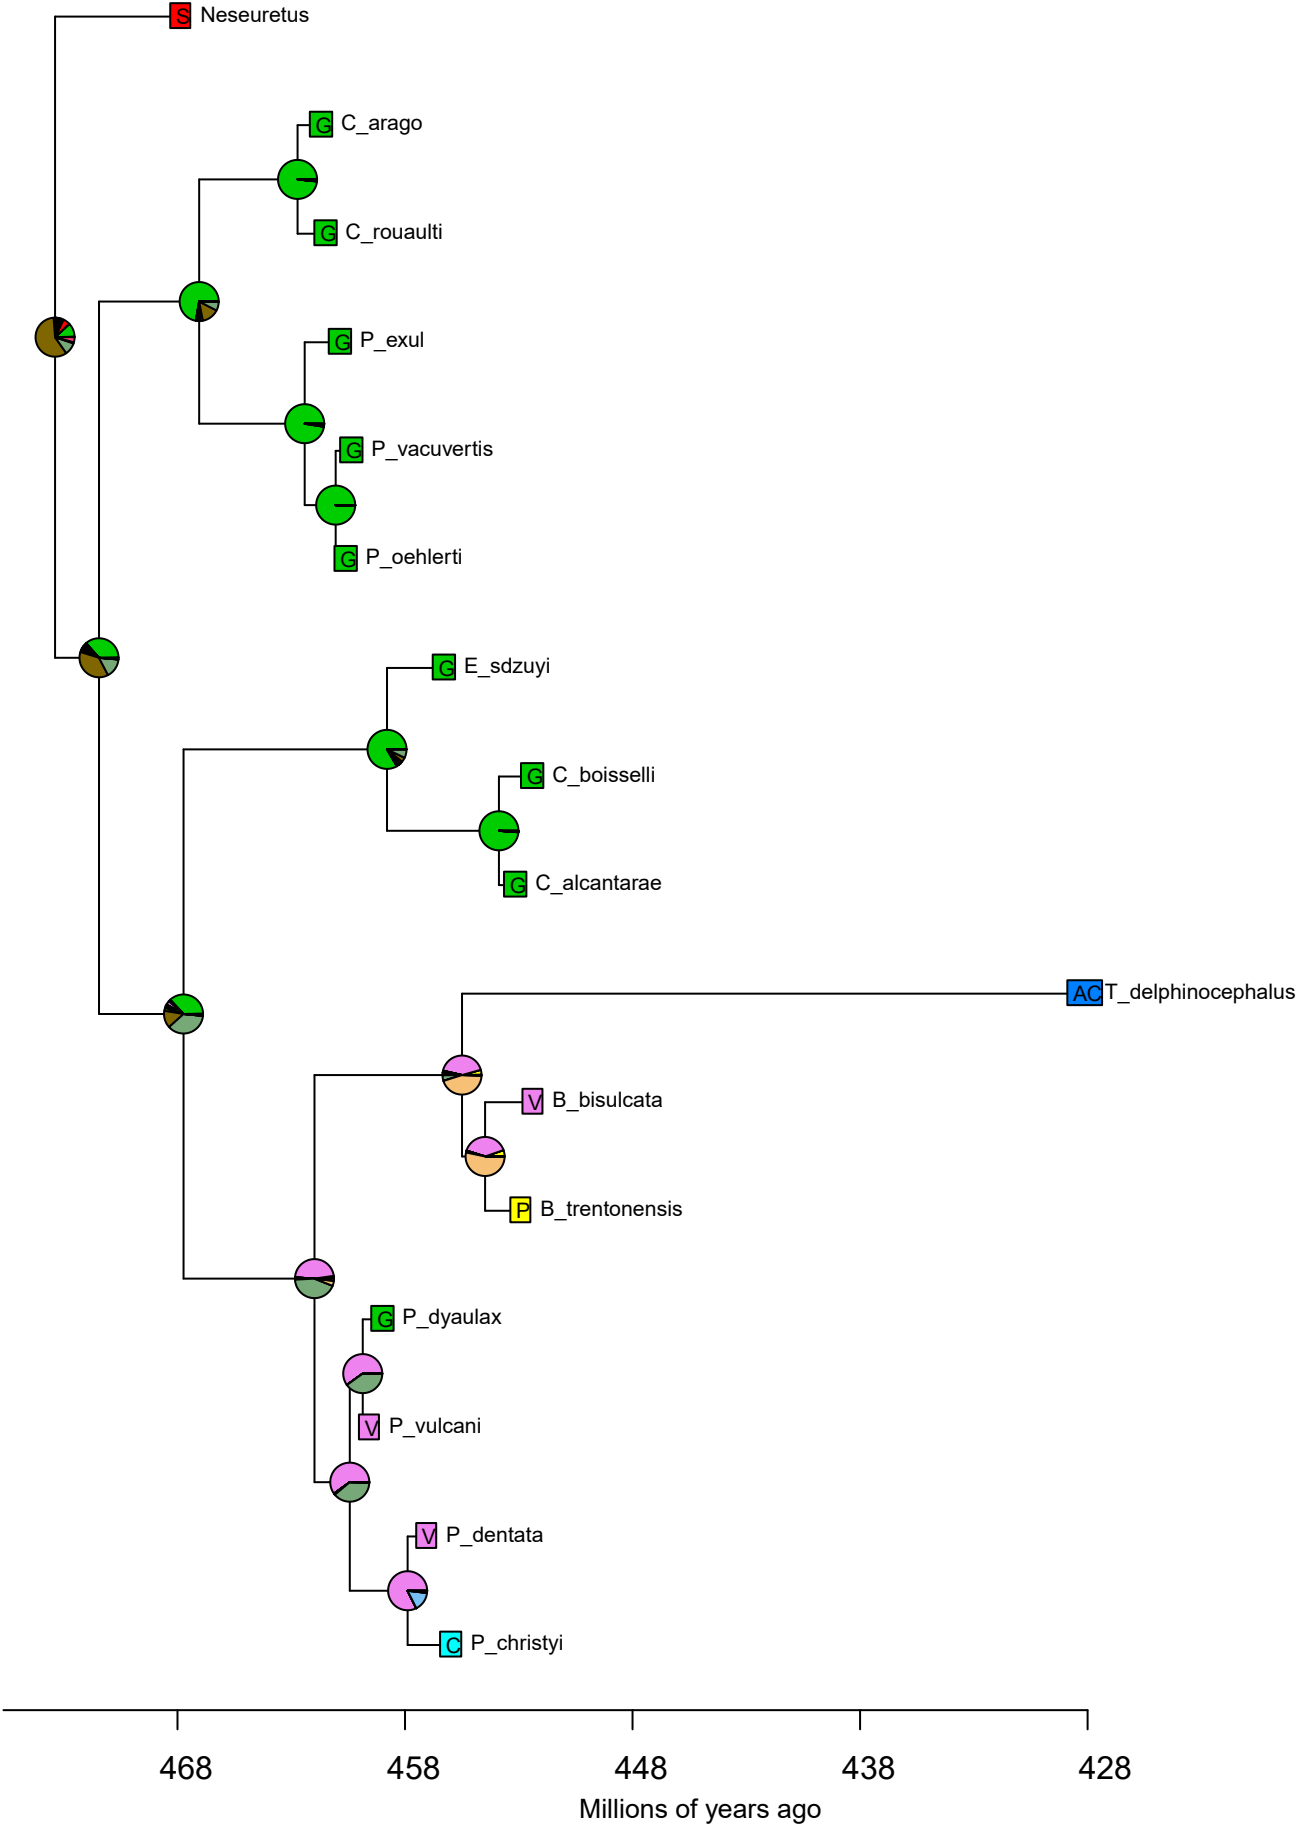 S Neseuretus
G C_arago
G C_rouaulti
G P_exul
G P_vacuvertis
G P_oehlerti
G E_sdzuyi
G C_boisselli
G C_alcantarae
AC T_delphinocephalus
V B_bisulcata
P B_trentonensis
G P_dyaulax
V P_vulcani
V P_dentata
C P_christyi
468 458 448 438 428
Millions of years ago